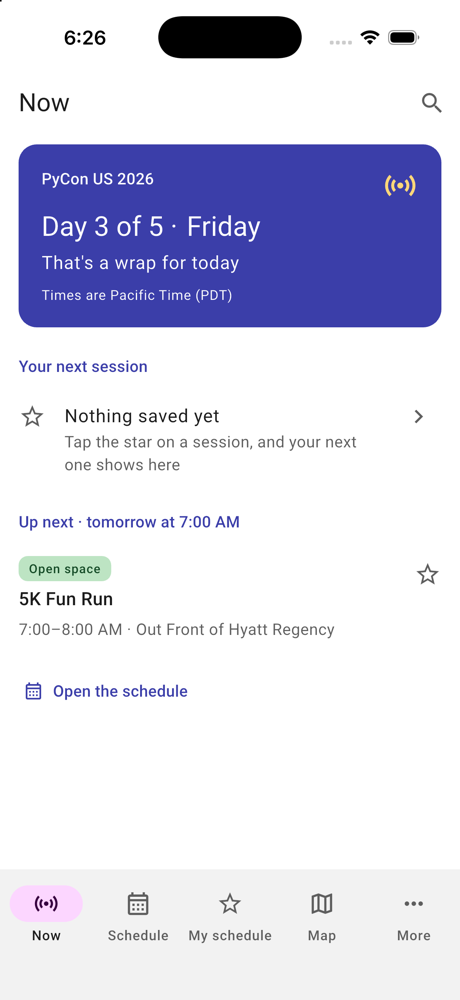 6:26
Now
PyCon US 2026
Day 3 of 5 · Friday
That's a wrap for today
Times are Pacific Time (PDT)
Your next session
Nothing saved yet
Tap the star on a session, and your next
one shows here
Up next · tomorrow at 7:00 AM
Open space
5K Fun Run
7:00–8:00 AM · Out Front of Hyatt Regency
Open the schedule
Now
Schedule
My schedule
Map
More